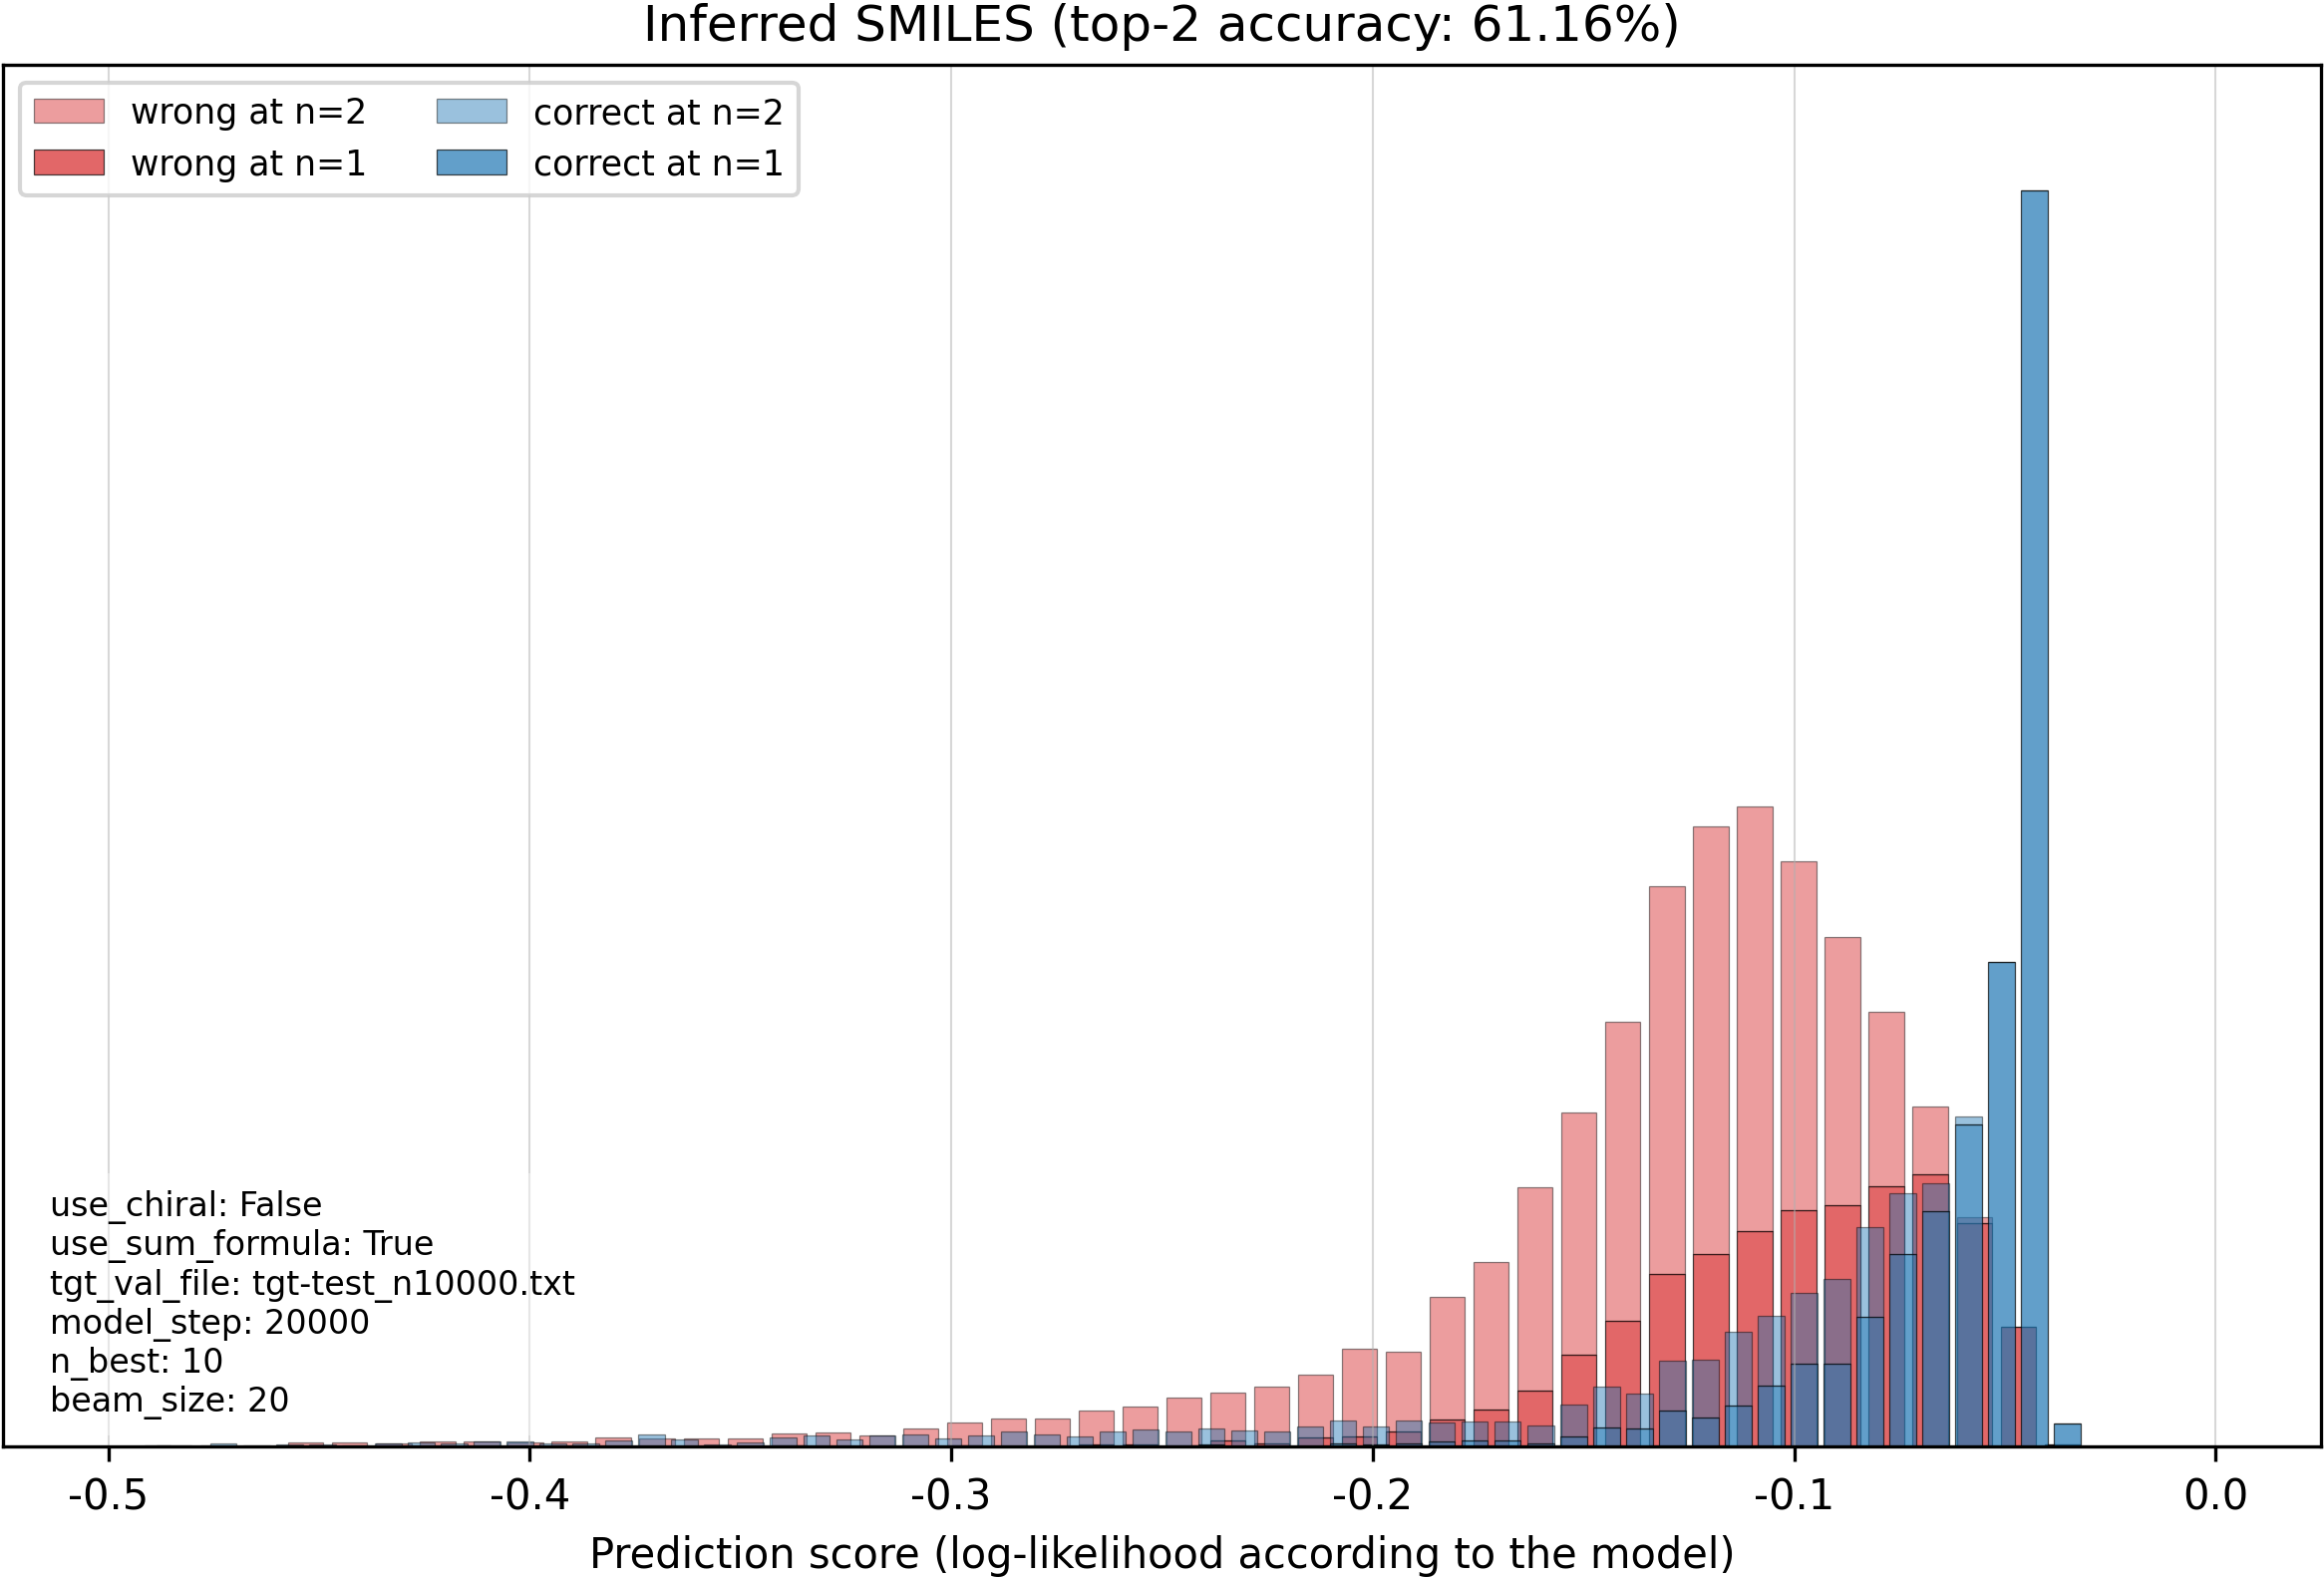 Inferred SMILES (top-2 accuracy: 61.16%)
wrong at n=2
wrong at n=1
correct at n=2
correct at n=1
use_chiral: False
use_sum_formula: True
tgt_val_file: tgt-test_n10000.txt
model_step: 20000
n_best: 10
beam_size: 20
-0.5 -0.4 -0.3 -0.2 -0.1 0.0
Prediction score (log-likelihood according to the model)